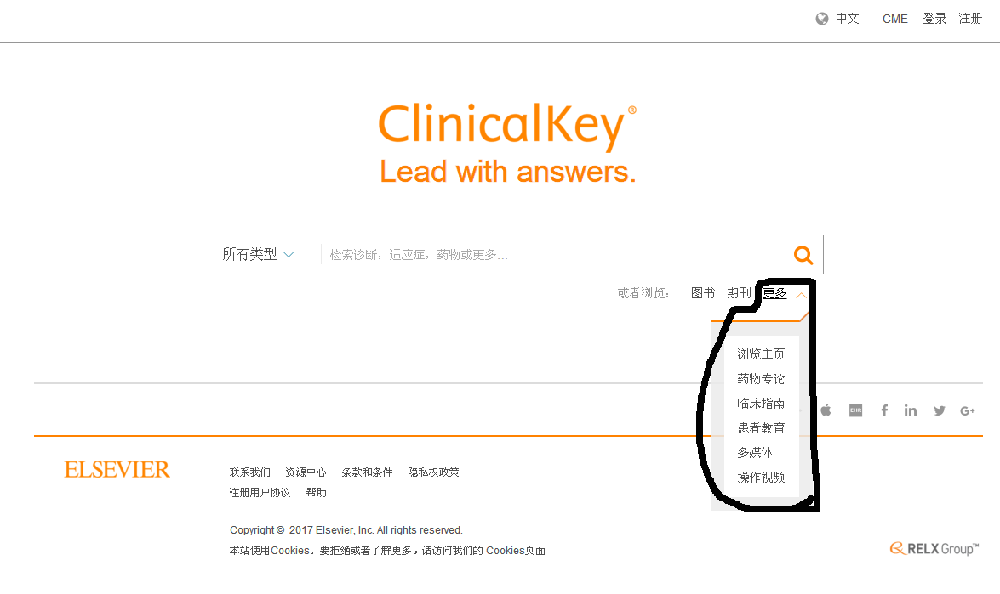 中文 CME 登录 注册
ClinicalKey®
Lead with answers.
所有类型 检索诊断，适应症，药物或更多...
或者浏览： 图书 期刊 更多
浏览主页
药物专论
临床指南
患者教育
多媒体
操作视频
EHR f in G+
ELSEVIER
联系我们 资源中心 条款和条件 隐私权政策
注册用户协议 帮助
Copyright © 2017 Elsevier, Inc. All rights reserved.
本站使用Cookies。要拒绝或者了解更多，请访问我们的 Cookies页面
RELX Group™